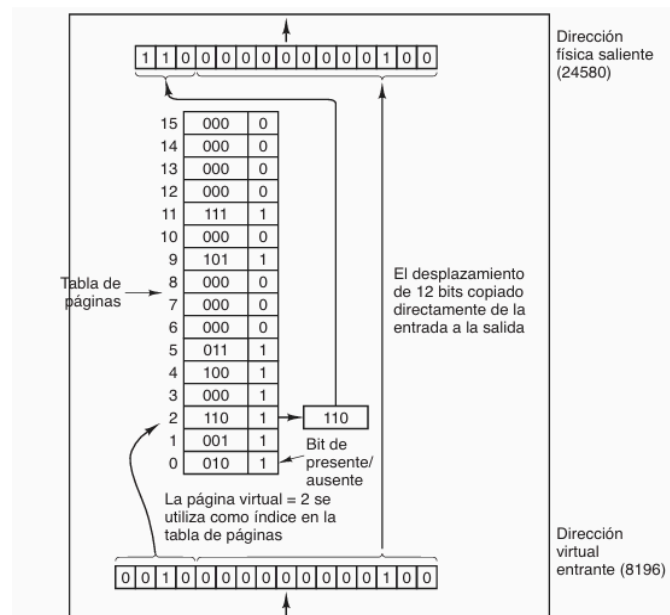 Dirección
física saliente
(24580)
1 1 0 0 0 0 0 0 0 0 0 0 1 0 0
15 000 0
14 000 0
13 000 0
12 000 0
11 111 1
10 000 0
9 101 1
8 000 0
7 000 0
6 000 0
5 011 1
4 100 1
3 000 1
2 110 1 110
1 001 1
0 010 1
Tabla de
páginas
El desplazamiento
de 12 bits copiado
directamente de la
entrada a la salida
Bit de
presente/
ausente
La página virtual = 2 se
utiliza como índice en la
tabla de páginas
Dirección
virtual
entrante (8196)
0 0 1 0 0 0 0 0 0 0 0 0 0 1 0 0